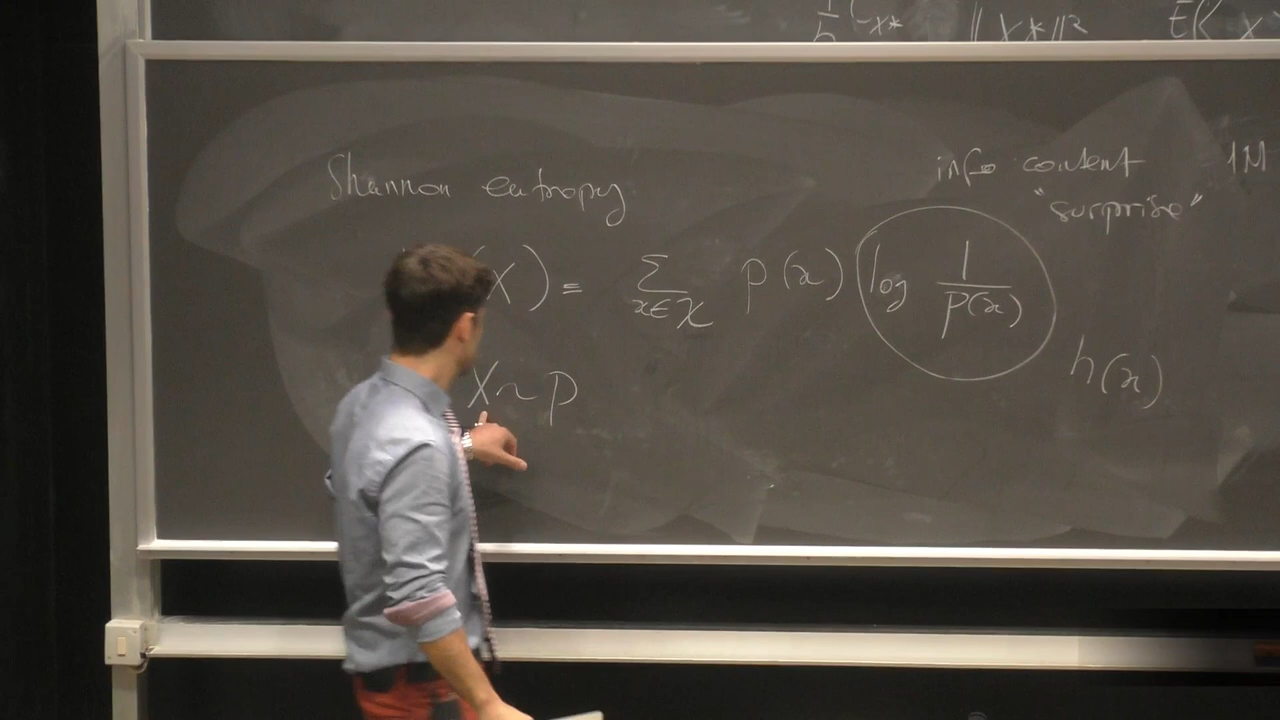 Shannon entropy
info content
"surprise"
1M
X) = Σ x∈𝒳 p(x) log 1/p(x)
h(x)
X ~ p